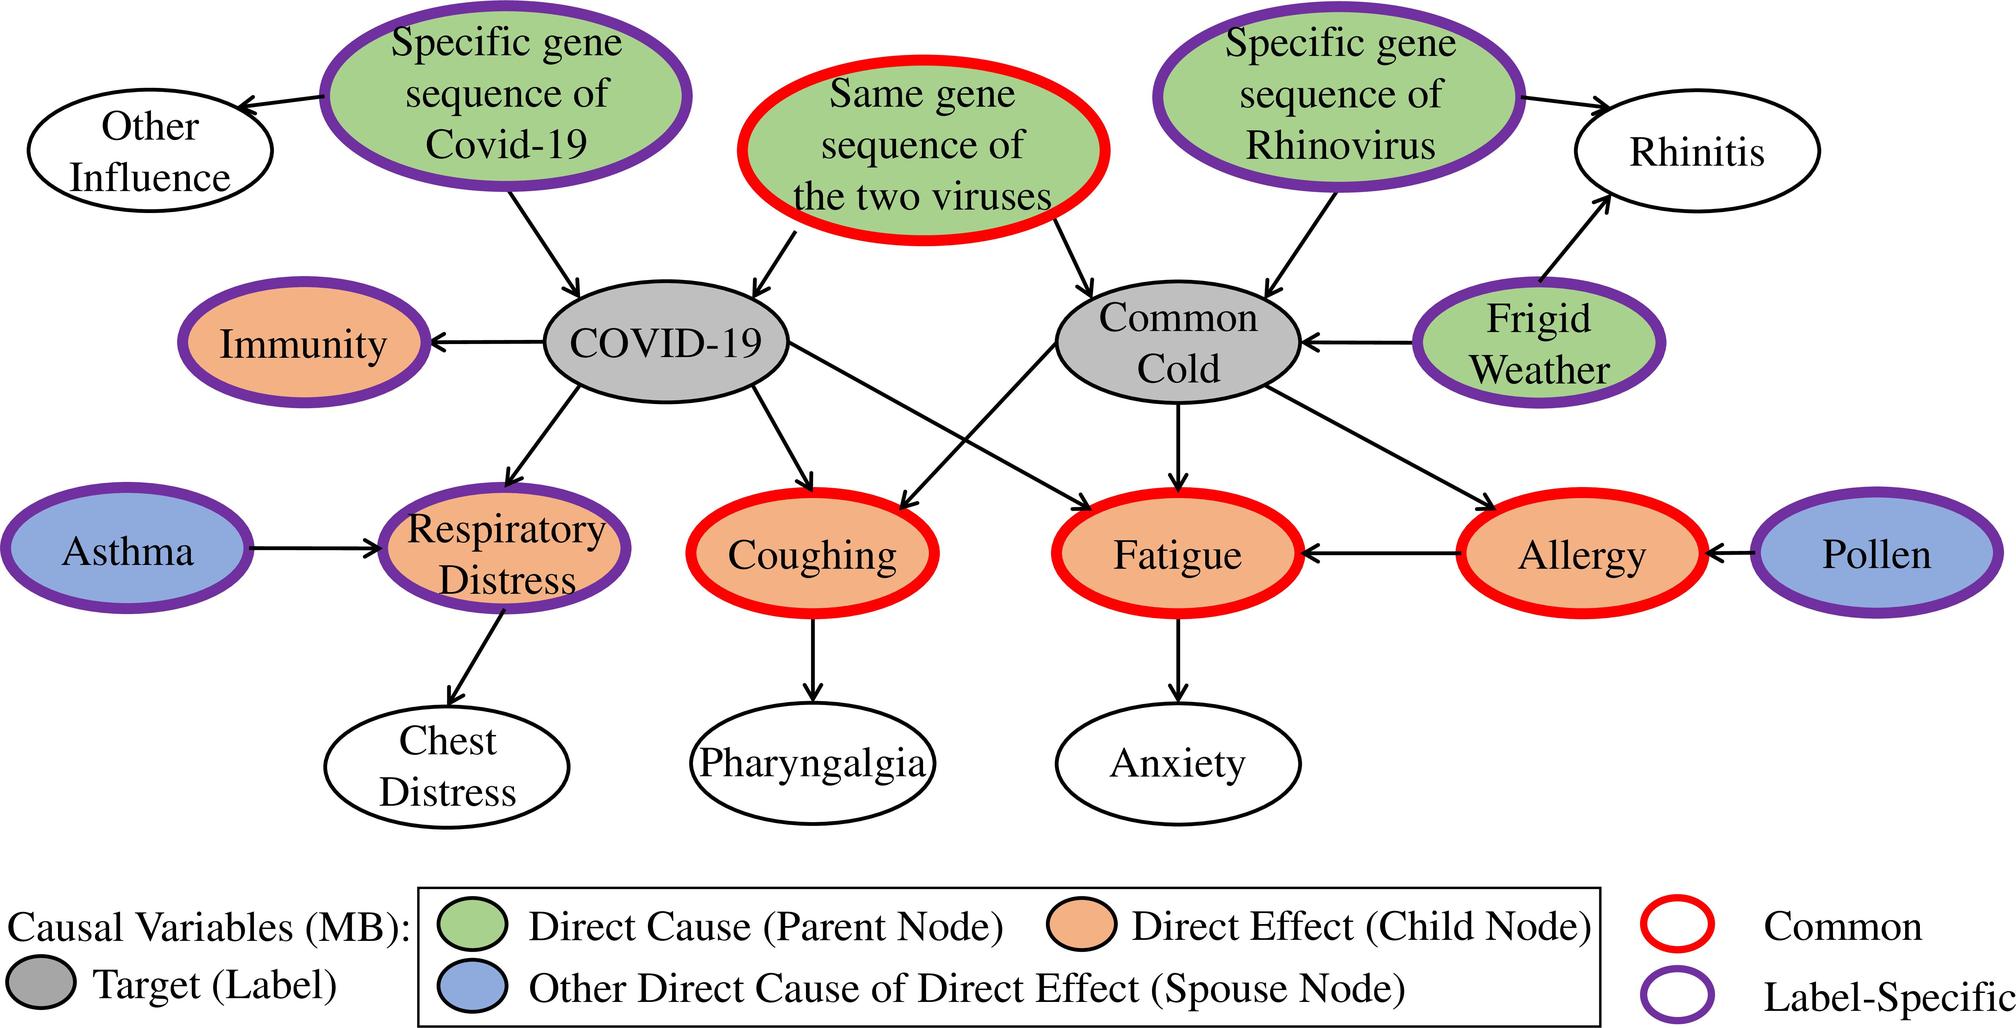 Specific gene
sequence of
Covid-19
Same gene
sequence of
the two viruses
Specific gene
sequence of
Rhinovirus
Other
Influence
Rhinitis
Immunity
COVID-19
Common
Cold
Frigid
Weather
Asthma
Respiratory
Distress
Coughing
Fatigue
Allergy
Pollen
Chest
Distress
Pharyngalgia
Anxiety
Causal Variables (MB):
Direct Cause (Parent Node)
Direct Effect (Child Node)
Common
Target (Label)
Other Direct Cause of Direct Effect (Spouse Node)
Label-Specific